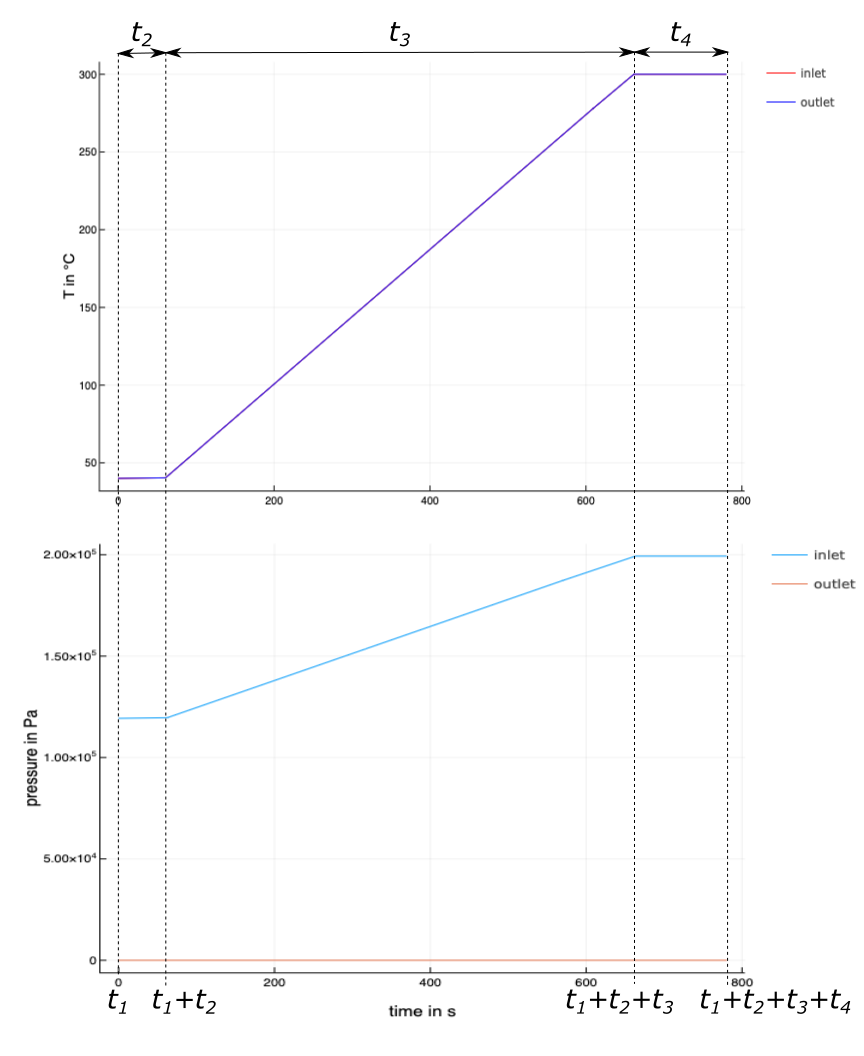 t₂ t₃ t₄
300
250
200
150
100
50
T in °C
0 200 400 600 800
inlet
outlet
2.00×10⁵
1.50×10⁵
1.00×10⁵
5.00×10⁴
0
pressure in Pa
0 200 400 600 800
t₁ t₁+t₂ t₁+t₂+t₃ t₁+t₂+t₃+t₄
time in s
inlet
outlet